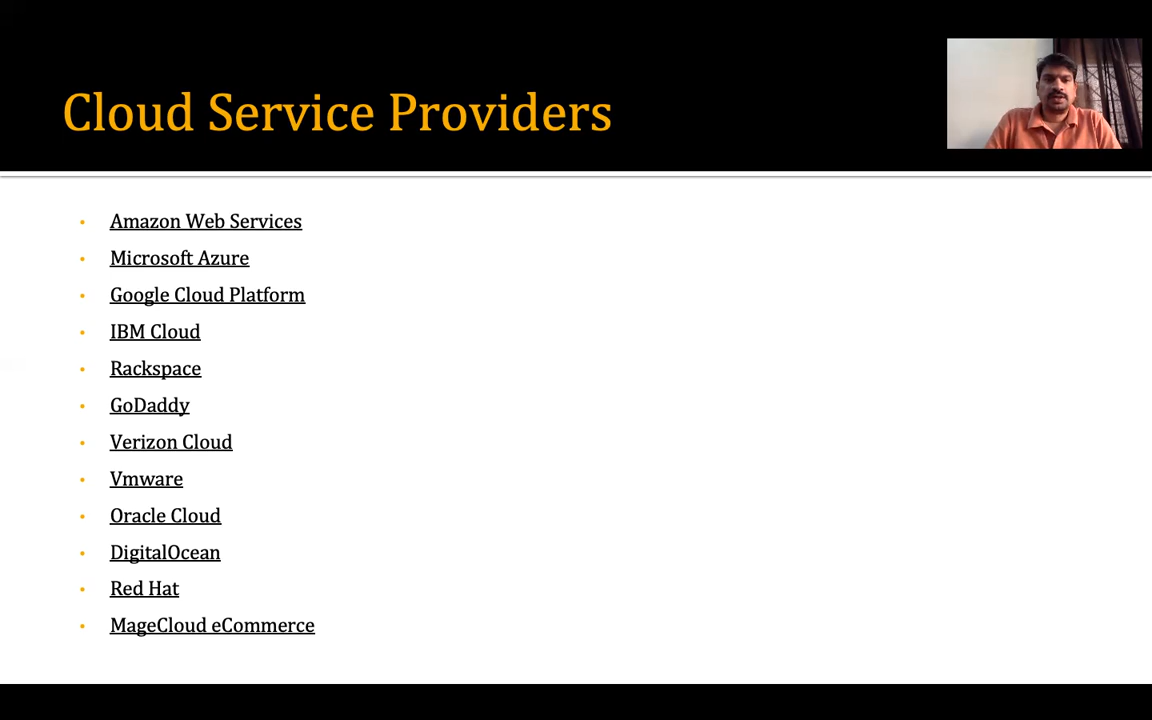 Cloud Service Providers
Amazon Web Services
Microsoft Azure
Google Cloud Platform
IBM Cloud
Rackspace
GoDaddy
Verizon Cloud
Vmware
Oracle Cloud
DigitalOcean
Red Hat
MageCloud eCommerce